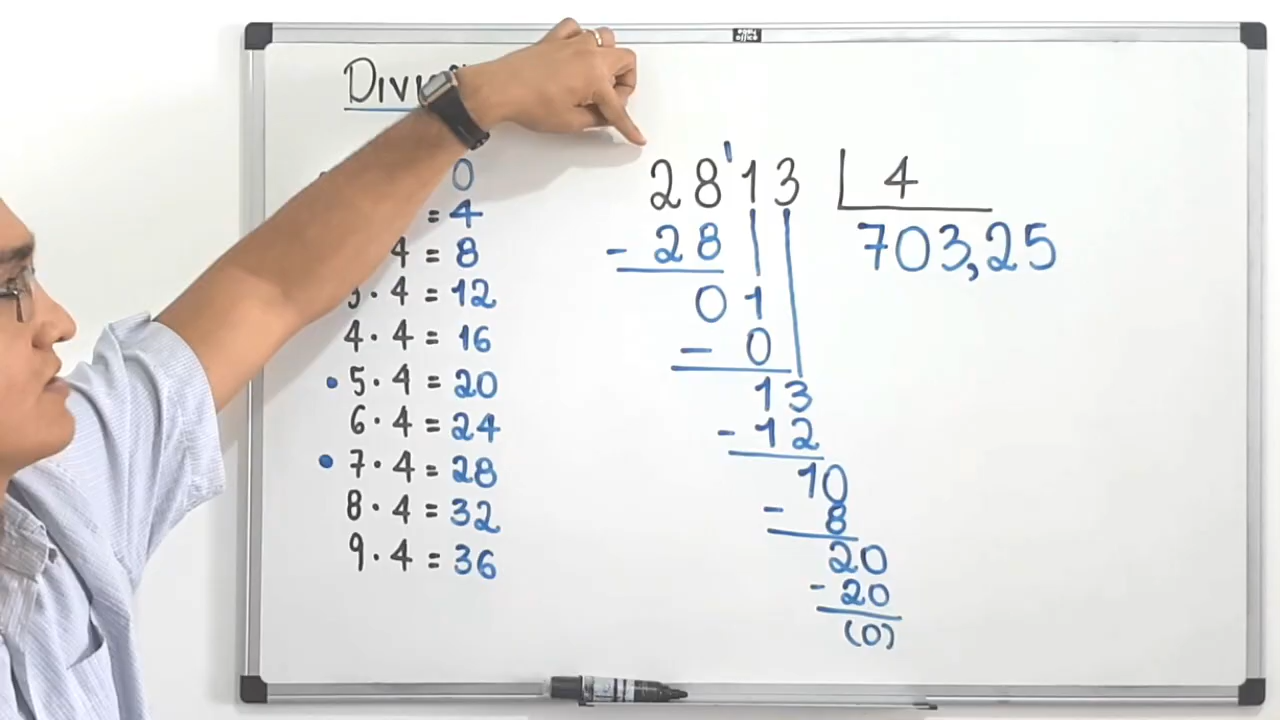 DIVI
0
= 4
4 = 8
3 · 4 = 12
4 · 4 = 16
• 5 · 4 = 20
6 · 4 = 24
• 7 · 4 = 28
8 · 4 = 32
9 · 4 = 36
28'13 | 4
- 28 703,25
01
- 0
13
- 12
10
- 8
20
- 20
(0)